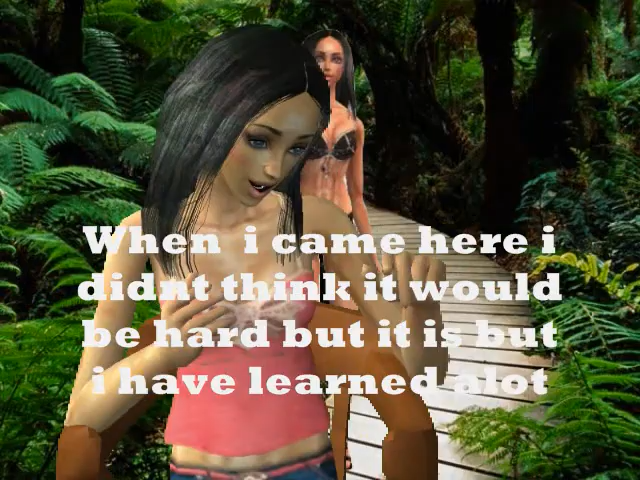 When i came here i
didnt think it would
be hard but it is but
i have learned alot